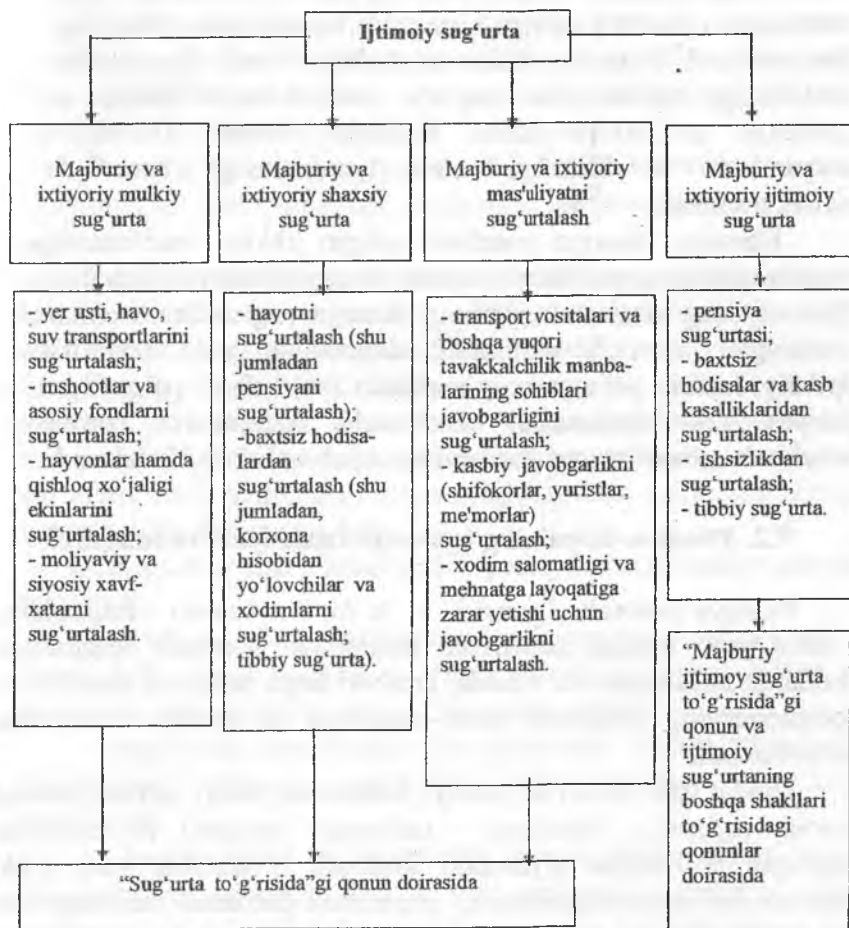 Ijtimoiy sug‘urta
Majburiy va
ixtiyoriy mulkiy
sug‘urta
Majburiy va
ixtiyoriy shaxsiy
sug‘urta
Majburiy va ixtiyoriy
mas'uliyatni
sug‘urtalash
Majburiy va
ixtiyoriy ijtimoiy
sug‘urta
- yer usti, havo,
suv transportlarini
sug‘urtalash;
- inshootlar va
asosiy fondlarni
sug‘urtalash;
- hayvonlar hamda
qishloq xo‘jaligi
ekinlarini
sug‘urtalash;
- moliyaviy va
siyosiy xavf-
xatarni
sug‘urtalash.
- hayotni
sug‘urtalash (shu
jumladan
pensiyani
sug‘urtalash);
-baxtsiz hodisa-
lardan
sug‘urtalash (shu
jumladan,
korxona
hisobidan
yo‘lovchilar va
xodimlarni
sug‘urtalash;
tibbiy sug‘urta).
- transport vositalari va
boshqa yuqori
tavakkalchilik manba-
larining sohiblari
javobgarligini
sug‘urtalash;
- kasbiy javobgarlikni
(shifokorlar, yuristlar,
me'morlar)
sug‘urtalash;
- xodim salomatligi va
mehnatga layoqatiga
zarar yetishi uchun
javobgarlikni
sug‘urtalash.
- pensiya
sug‘urtasi;
- baxtsiz
hodisalar va kasb
kasalliklaridan
sug‘urtalash;
- ishsizlikdan
sug‘urtalash;
- tibbiy sug‘urta.
“Sug‘urta to‘g‘risida”gi qonun doirasida
‘Majburiy
ijtimoy sug‘urta
to‘g‘risida”gi
qonun va
ijtimoiy
sug‘urtaning
boshqa shakllari
to‘g‘risidagi
qonunlar
doirasida